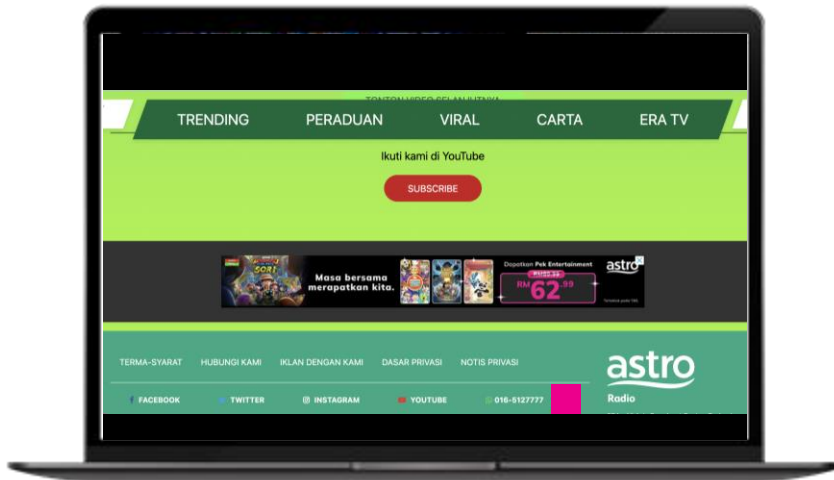 TRENDING PERADUAN VIRAL CARTA ERA TV
Ikuti kami di YouTube
SUBSCRIBE
SORI
Masa bersama
merapatkan kita.
Dapatkan Pek Entertainment
RM62.99
astro
TERMA-SYARAT HUBUNGI KAMI IKLAN DENGAN KAMI DASAR PRIVASI NOTIS PRIVASI
astro
Radio
FACEBOOK TWITTER INSTAGRAM YOUTUBE 016-5127777